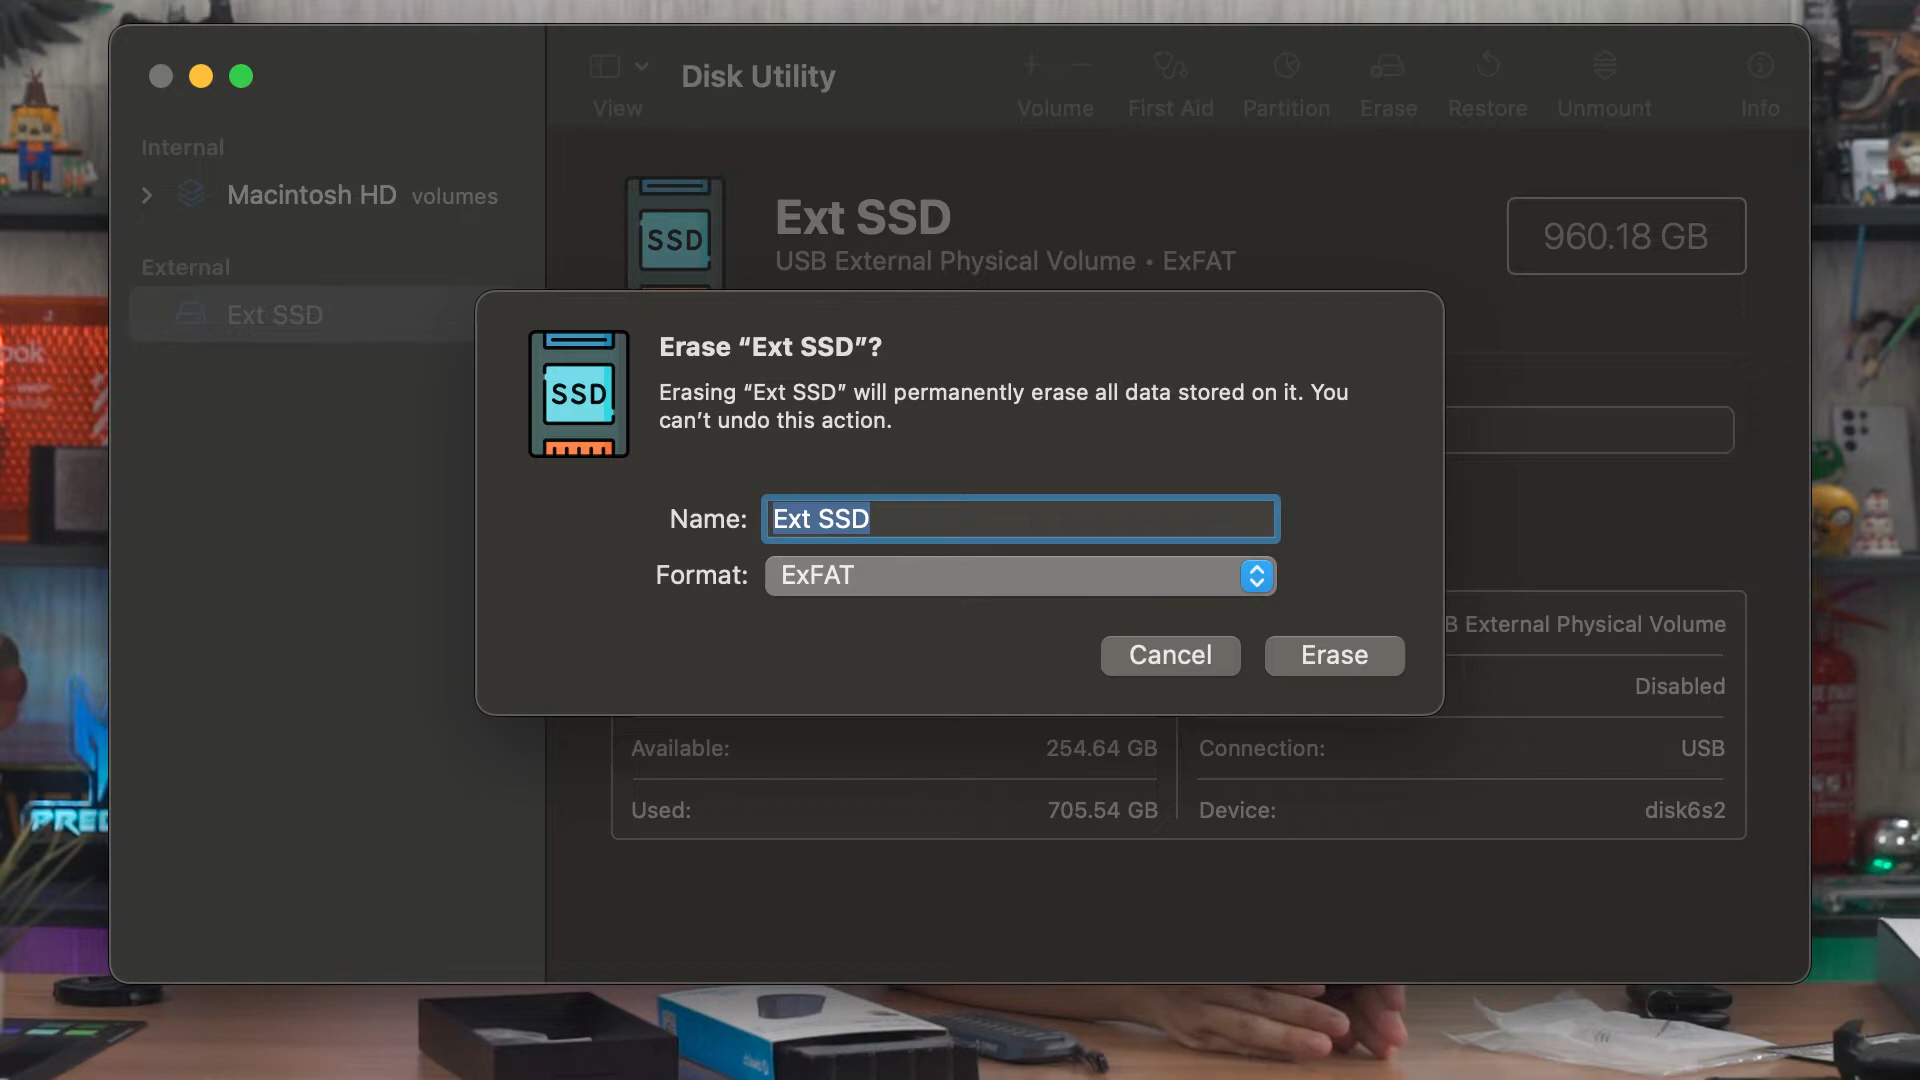 View
Disk Utility
Volume
First Aid
Partition
Erase
Restore
Unmount
Info
Internal
Macintosh HD volumes
External
Ext SSD
SSD
Ext SSD
USB External Physical Volume • ExFAT
960.18 GB
SSD
Erase “Ext SSD”?
Erasing “Ext SSD” will permanently erase all data stored on it. You
can’t undo this action.
Name: Ext SSD
Format: ExFAT
Cancel
Erase
B External Physical Volume
Disabled
Available: 254.64 GB
Connection: USB
Used: 705.54 GB
Device: disk6s2
ook
PRED